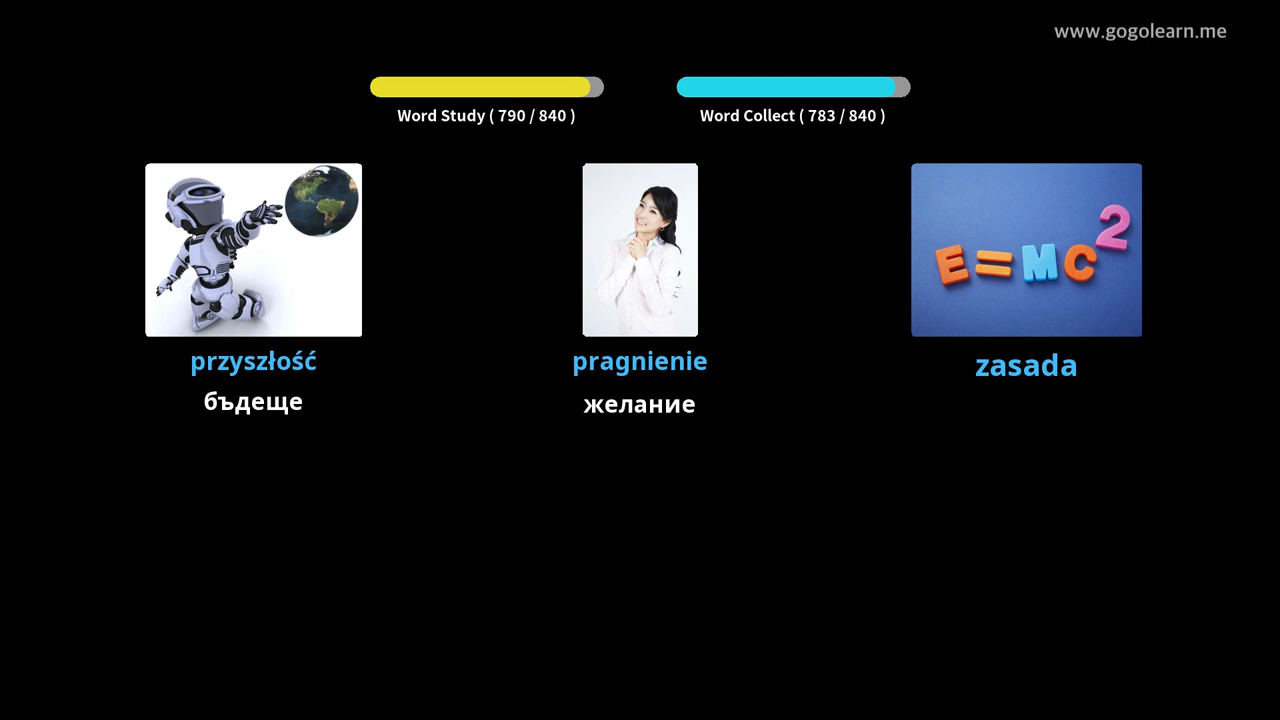 www.gogolearn.me
Word Study ( 790 / 840 )
Word Collect ( 783 / 840 )
E=MC2
przyszłość
pragnienie
zasada
бъдеще
желание